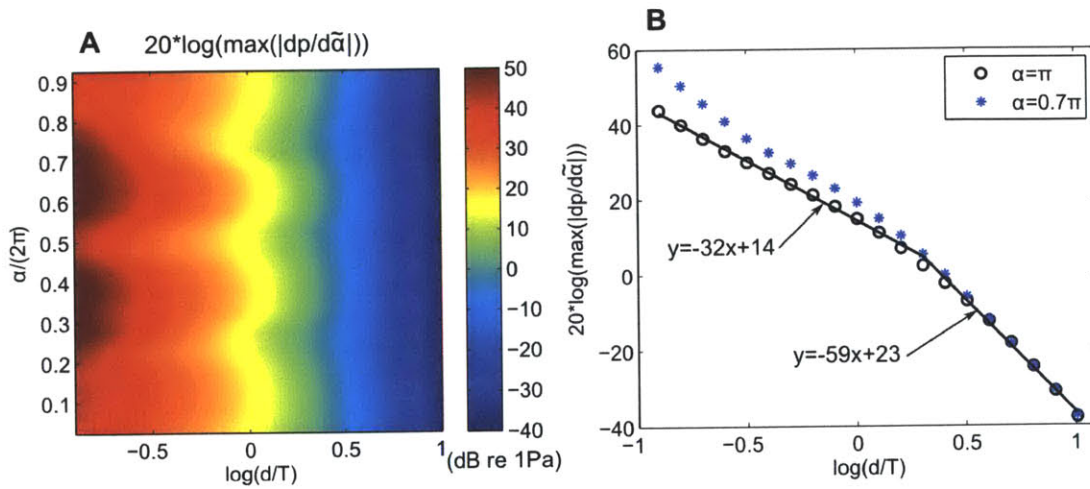 A
20*log(max(|dp/dα̃|))
0.9
0.8
0.7
0.6
0.5
0.4
0.3
0.2
0.1
α/(2π)
-0.5
0
0.5
1
log(d/T)
50
40
30
20
10
0
-10
-20
-30
-40
(dB re 1Pa)
B
60
40
20
0
-20
-40
20*log(max(|dp/dα̃|))
α=π
α=0.7π
y=-32x+14
y=-59x+23
-1
-0.5
0
0.5
1
log(d/T)